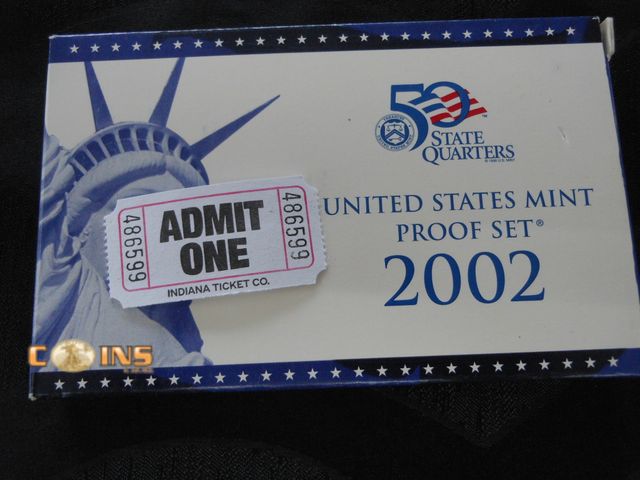 50
STATE
QUARTERS
UNITED STATES MINT
PROOF SET®
2002
486599
ADMIT
ONE
486599
INDIANA TICKET CO.
COINS